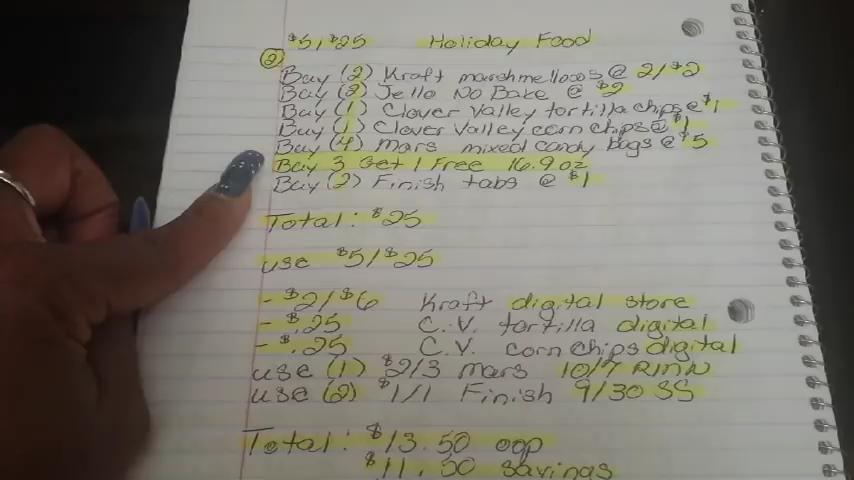 $5/$25 Holiday Food
② Buy (2) Kraft marshmellows @ 2/$2
Buy (2) Jello No Bake @ $2
Buy (1) Clover Valley tortilla chips @ $1
Buy (1) Clover Valley corn chips @ $1
Buy (4) Mars mixed candy bags @ $5
Buy 3 Get 1 Free 16.9 oz
Buy (2) Finish tabs @ $1
Total: $25
use $5/$25
- $2/$6 Kraft digital store
- $.25 C.V. tortilla digital
- $.25 C.V. corn chips digital
use (1) $2/3 Mars 10/7 RMN
use (2) $1/1 Finish 9/30 SS
Total: $13.50 oop
$11.50 savings